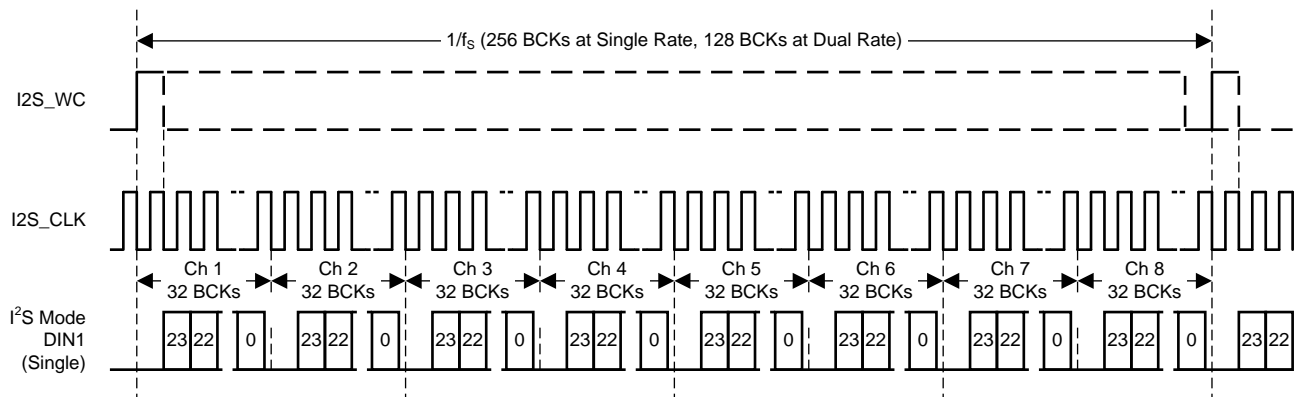 1/fS (256 BCKs at Single Rate, 128 BCKs at Dual Rate)
I2S_WC
I2S_CLK
Ch 1 Ch 2 Ch 3 Ch 4 Ch 5 Ch 6 Ch 7 Ch 8
32 BCKs 32 BCKs 32 BCKs 32 BCKs 32 BCKs 32 BCKs 32 BCKs 32 BCKs
I²S Mode
DIN1
(Single)
23 22 0 23 22 0 23 22 0 23 22 0 23 22 0 23 22 0 23 22 0 23 22 0 23 22